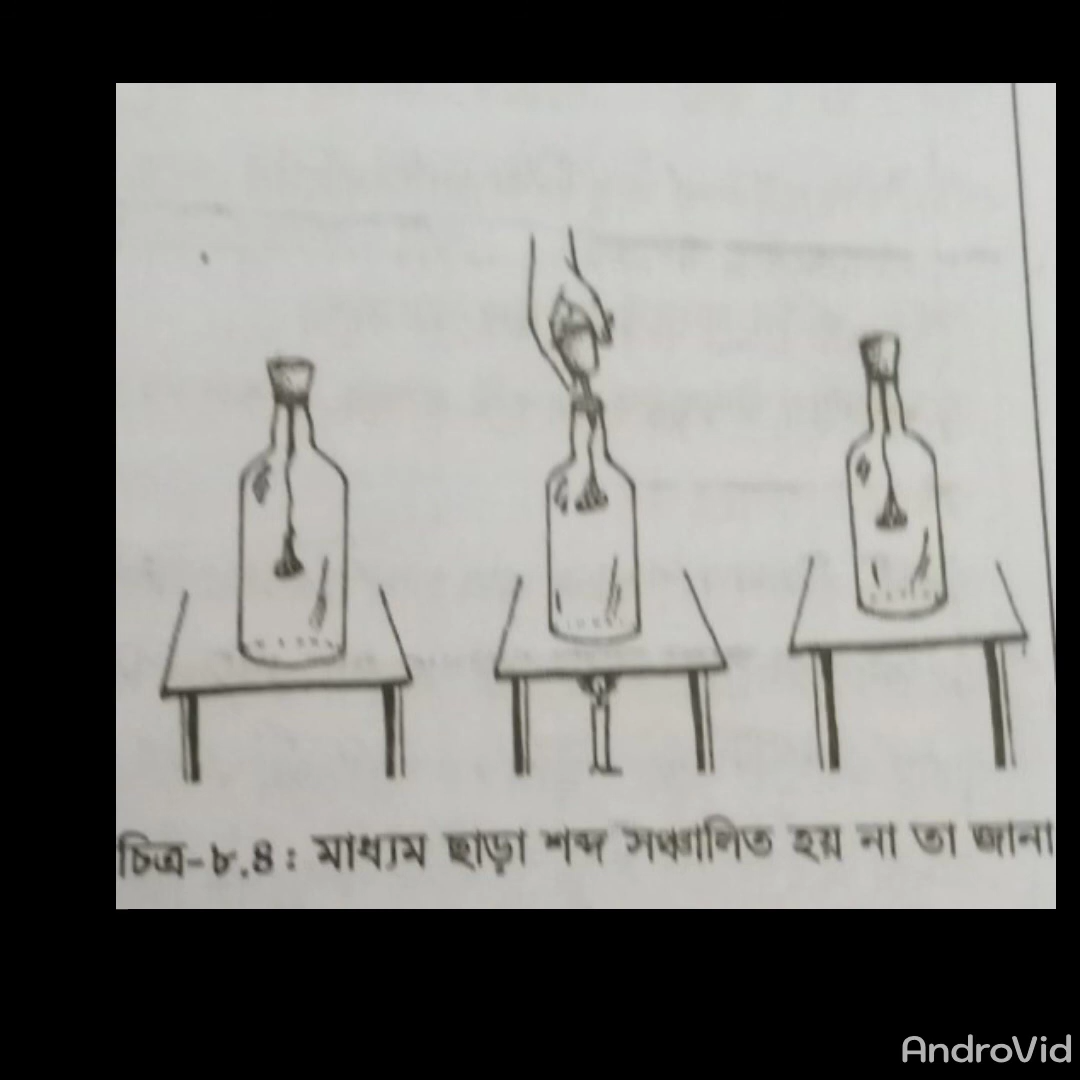 চিত্র-৮.৪: মাধ্যম ছাড়া শব্দ সঞ্চালিত হয় না তা জানা
AndroVid